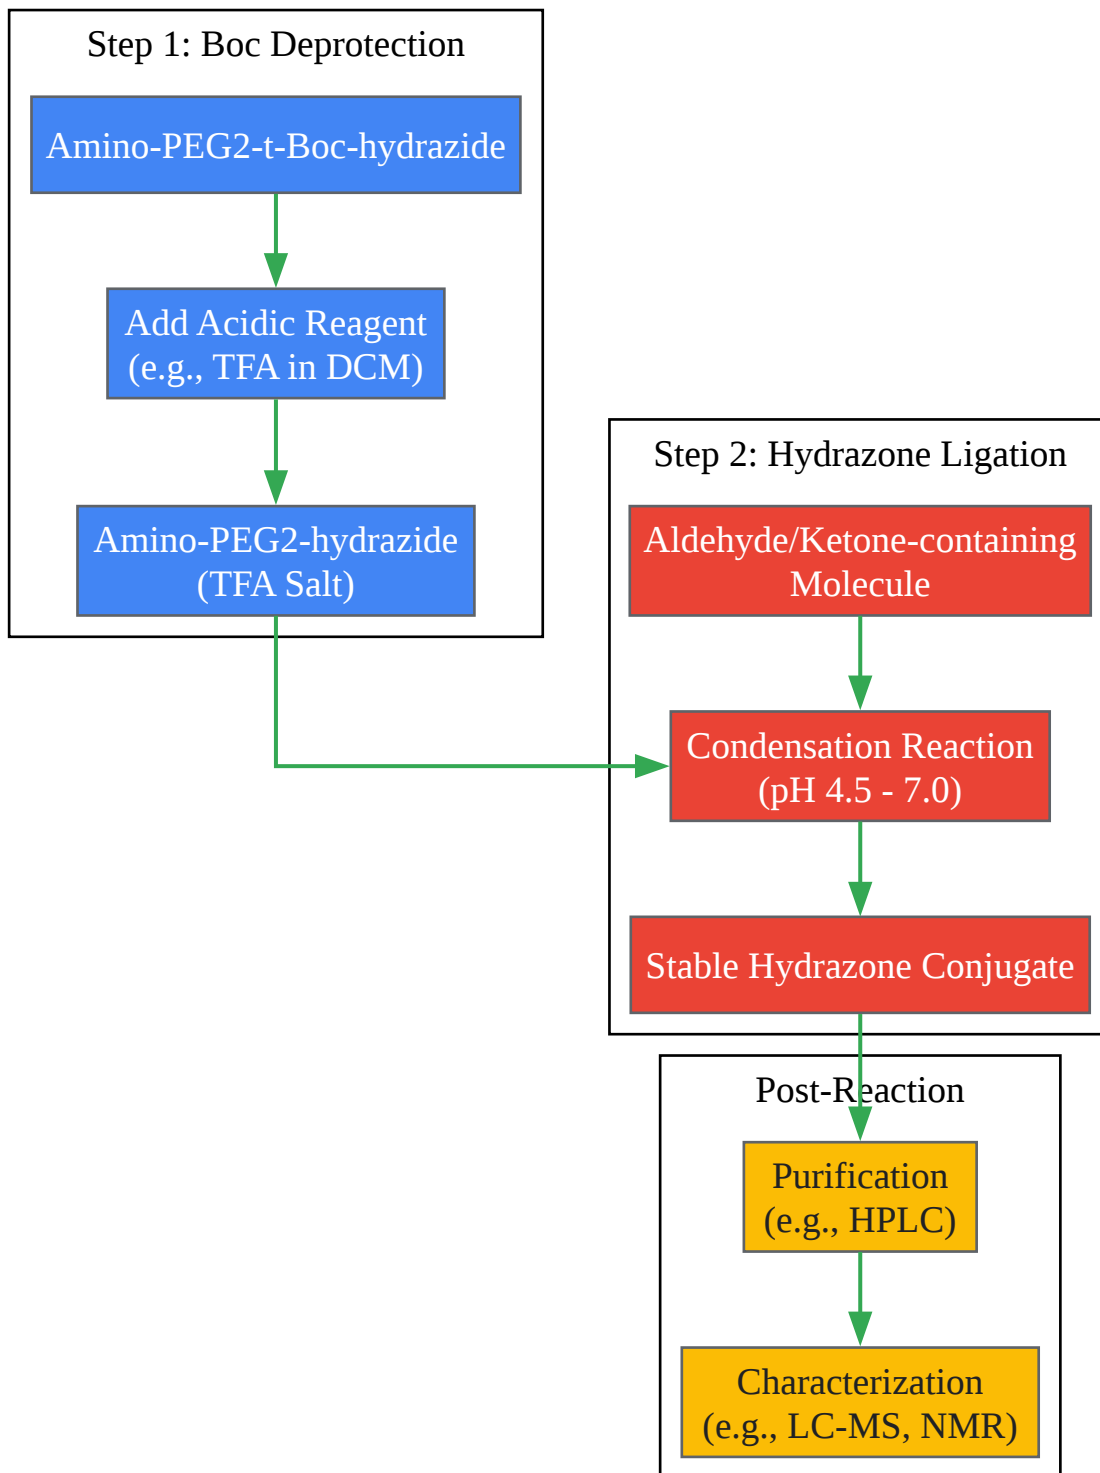 Step 1: Boc Deprotection
Amino-PEG2-t-Boc-hydrazide
Add Acidic Reagent
(e.g., TFA in DCM)
Amino-PEG2-hydrazide
(TFA Salt)
Step 2: Hydrazone Ligation
Aldehyde/Ketone-containing
Molecule
Condensation Reaction
(pH 4.5 - 7.0)
Stable Hydrazone Conjugate
Post-Reaction
Purification
(e.g., HPLC)
Characterization
(e.g., LC-MS, NMR)